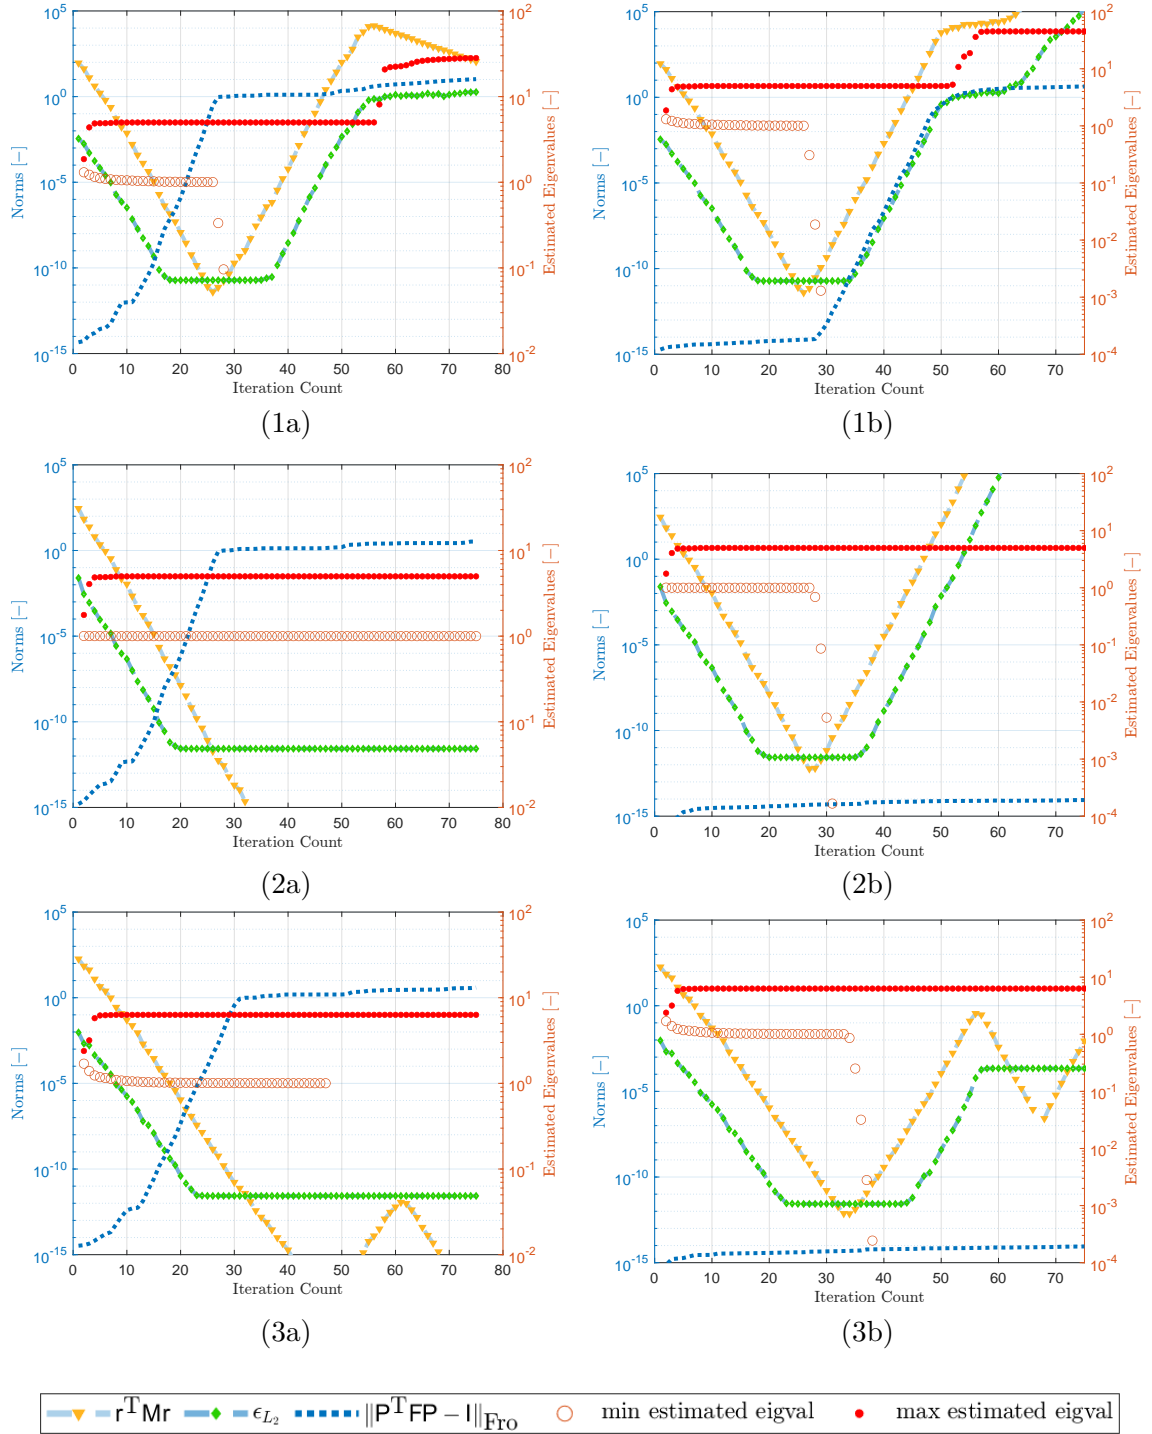 10^5
10^0
10^-5
10^-10
10^-15
Norms [−]
0 10 20 30 40 50 60 70 80
Iteration Count
10^2
10^1
10^0
10^-1
10^-2
Estimated Eigenvalues [−]
(1a)
10^5
10^0
10^-5
10^-10
10^-15
Norms [−]
0 10 20 30 40 50 60 70
Iteration Count
10^2
10^1
10^0
10^-1
10^-2
10^-3
10^-4
Estimated Eigenvalues [−]
(1b)
10^5
10^0
10^-5
10^-10
10^-15
Norms [−]
0 10 20 30 40 50 60 70 80
Iteration Count
10^2
10^1
10^0
10^-1
10^-2
Estimated Eigenvalues [−]
(2a)
10^5
10^0
10^-5
10^-10
10^-15
Norms [−]
0 10 20 30 40 50 60 70
Iteration Count
10^2
10^1
10^0
10^-1
10^-2
10^-3
10^-4
Estimated Eigenvalues [−]
(2b)
10^5
10^0
10^-5
10^-10
10^-15
Norms [−]
0 10 20 30 40 50 60 70 80
Iteration Count
10^2
10^1
10^0
10^-1
10^-2
Estimated Eigenvalues [−]
(3a)
10^5
10^0
10^-5
10^-10
10^-15
Norms [−]
0 10 20 30 40 50 60 70
Iteration Count
10^2
10^1
10^0
10^-1
10^-2
10^-3
10^-4
Estimated Eigenvalues [−]
(3b)
r^T Mr ϵ_{L_2} ‖P^T FP − I‖_Fro min estimated eigval max estimated eigval